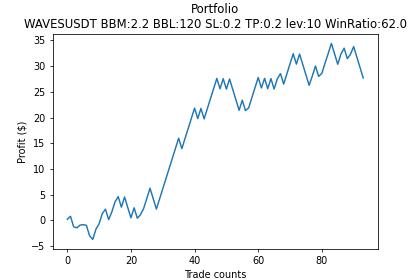 Portfolio
WAVESUSDT BBM:2.2 BBL:120 SL:0.2 TP:0.2 lev:10 WinRatio:62.0
35
30
25
20
15
10
5
0
−5
Profit ($)
0 20 40 60 80
Trade counts